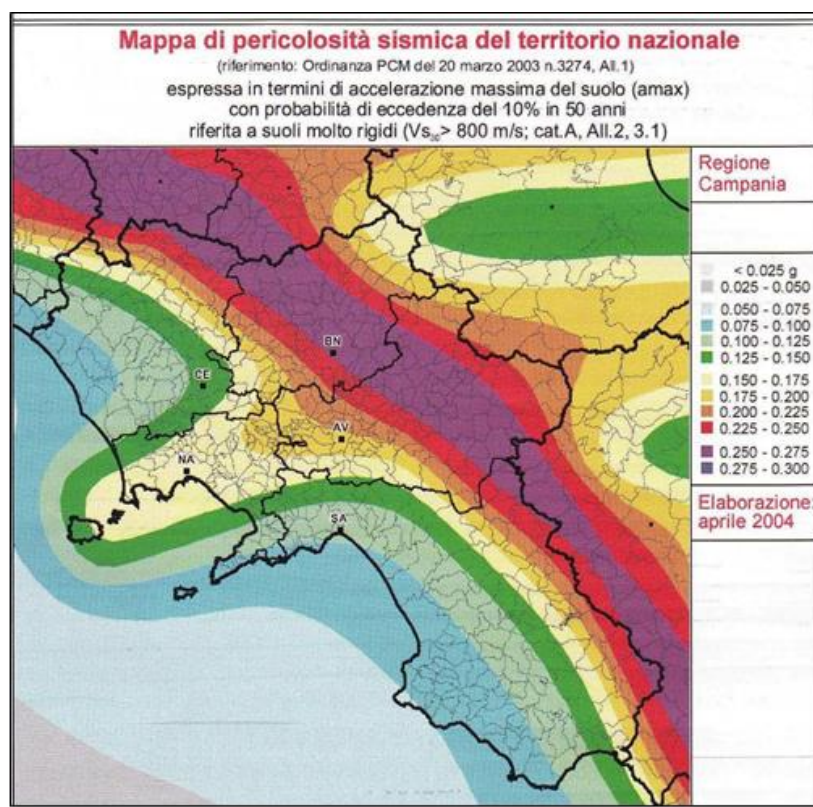 Mappa di pericolosità sismica del territorio nazionale
(riferimento: Ordinanza PCM del 20 marzo 2003 n.3274, All.1)
espressa in termini di accelerazione massima del suolo (amax)
con probabilità di eccedenza del 10% in 50 anni
riferita a suoli molto rigidi (Vs₃₀> 800 m/s; cat.A, All.2, 3.1)
Regione
Campania
< 0.025 g
0.025 - 0.050
0.050 - 0.075
0.075 - 0.100
0.100 - 0.125
0.125 - 0.150
0.150 - 0.175
0.175 - 0.200
0.200 - 0.225
0.225 - 0.250
0.250 - 0.275
0.275 - 0.300
Elaborazione:
aprile 2004
BN
CE
AV
NA
SA